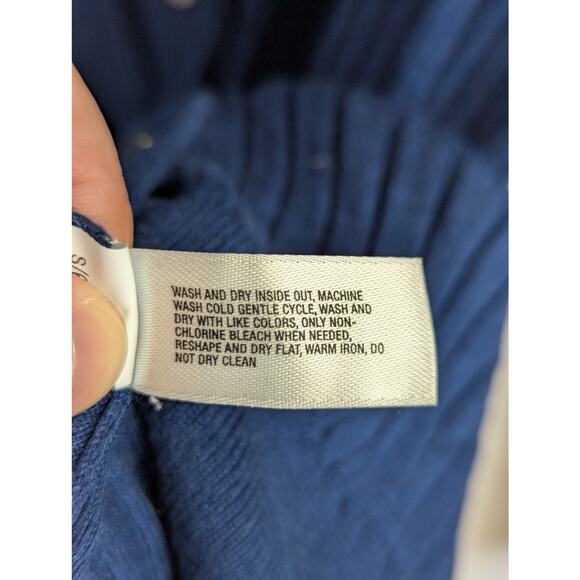 WASH AND DRY INSIDE OUT, MACHINE
WASH COLD GENTLE CYCLE, WASH AND
DRY WITH LIKE COLORS, ONLY NON-
CHLORINE BLEACH WHEN NEEDED,
RESHAPE AND DRY FLAT, WARM IRON, DO
NOT DRY CLEAN